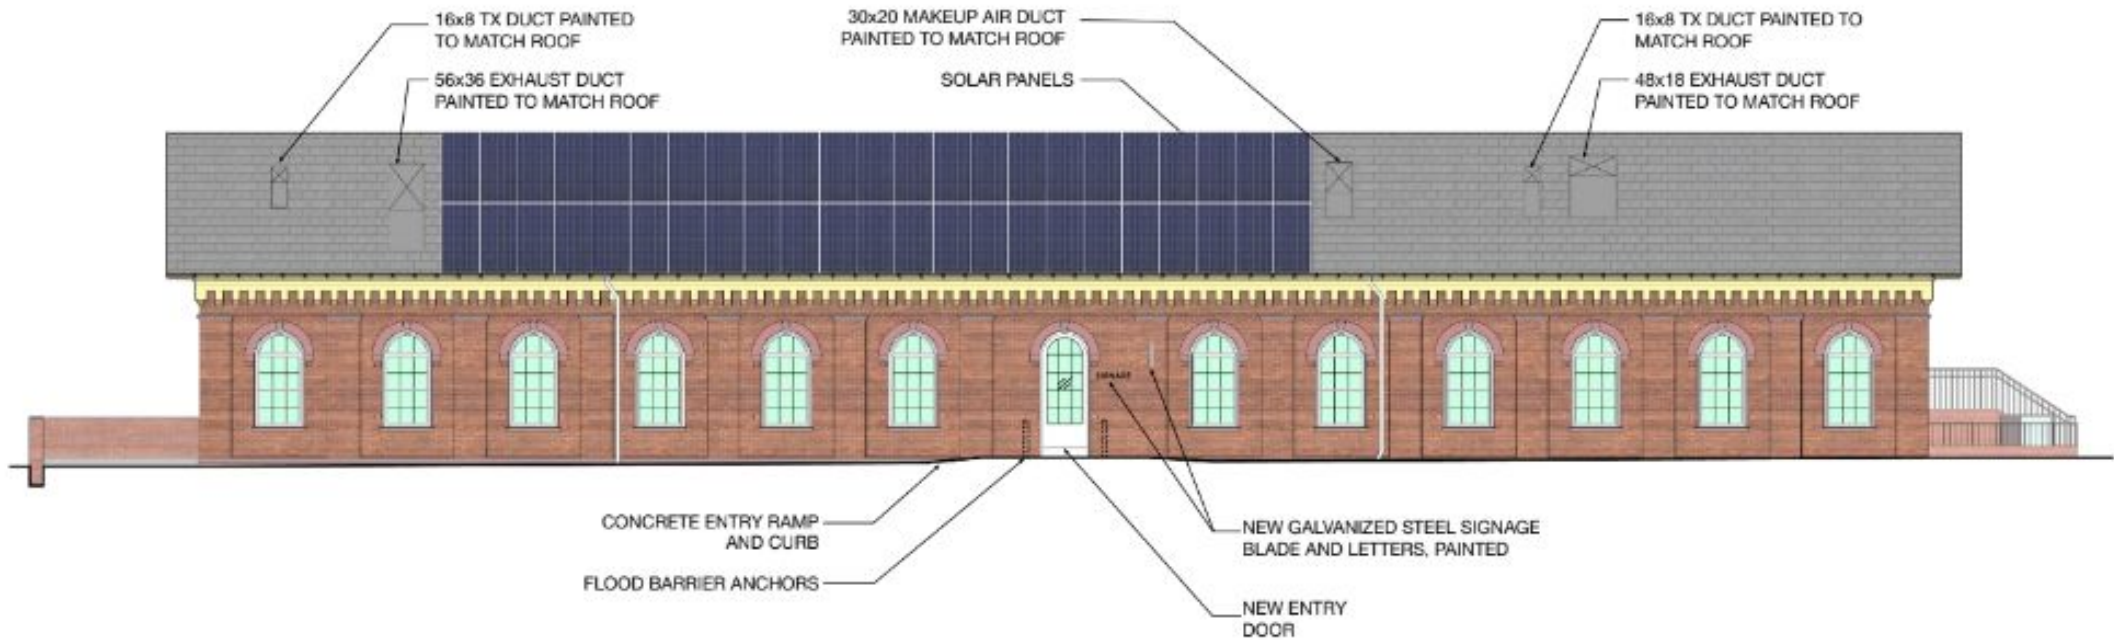 16x8 TX DUCT PAINTED
TO MATCH ROOF
56x36 EXHAUST DUCT
PAINTED TO MATCH ROOF
30x20 MAKEUP AIR DUCT
PAINTED TO MATCH ROOF
SOLAR PANELS
16x8 TX DUCT PAINTED TO
MATCH ROOF
48x18 EXHAUST DUCT
PAINTED TO MATCH ROOF
SIGNAGE
CONCRETE ENTRY RAMP
AND CURB
FLOOD BARRIER ANCHORS
NEW GALVANIZED STEEL SIGNAGE
BLADE AND LETTERS, PAINTED
NEW ENTRY
DOOR